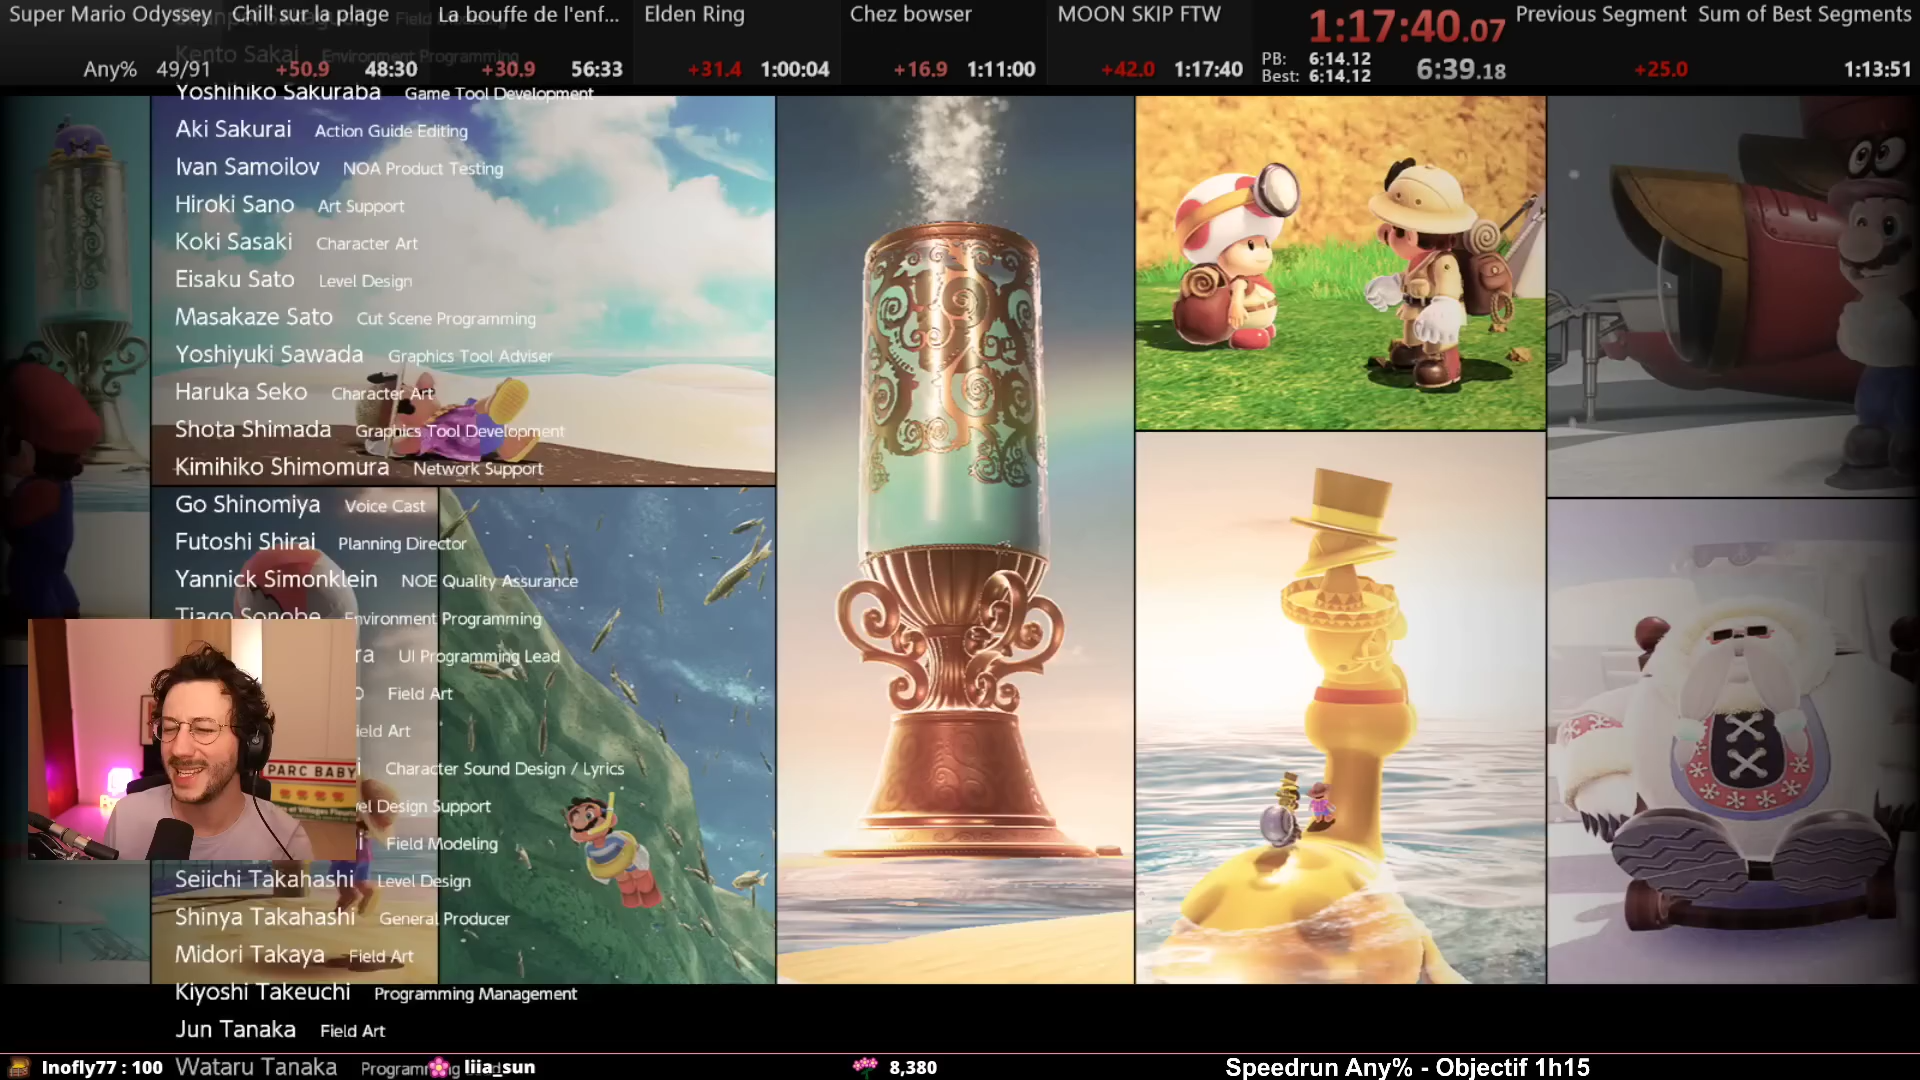 Super Mario Odyssey
Any% 49/91
Chill sur la plage
+50.9 48:30
La bouffe de l'enf...
+30.9 56:33
Elden Ring
+31.4 1:00:04
Chez bowser
+16.9 1:11:00
MOON SKIP FTW
+42.0 1:17:40
1:17:40.07
PB: 6:14.12
Best: 6:14.12
6:39.18
Previous Segment
+25.0
Sum of Best Segments
1:13:51
Kento Sakai Environment Programming
Yoshihiko Sakuraba Game Tool Development
Aki Sakurai Action Guide Editing
Ivan Samoilov NOA Product Testing
Hiroki Sano Art Support
Koki Sasaki Character Art
Eisaku Sato Level Design
Masakaze Sato Cut Scene Programming
Yoshiyuki Sawada Graphics Tool Adviser
Haruka Seko Character Art
Shota Shimada Graphics Tool Development
Kimihiko Shimomura Network Support
Go Shinomiya Voice Cast
Futoshi Shirai Planning Director
Yannick Simonklein NOE Quality Assurance
Tiago Sonobe Environment Programming
ra UI Programming Lead
Field Art
ield Art
Character Sound Design / Lyrics
el Design Support
Field Modeling
PARC BABY
Seiichi Takahashi Level Design
Shinya Takahashi General Producer
Midori Takaya Field Art
Kiyoshi Takeuchi Programming Management
Jun Tanaka Field Art
Wataru Tanaka
Inofly77 : 100
liia_sun
8,380
Speedrun Any% - Objectif 1h15